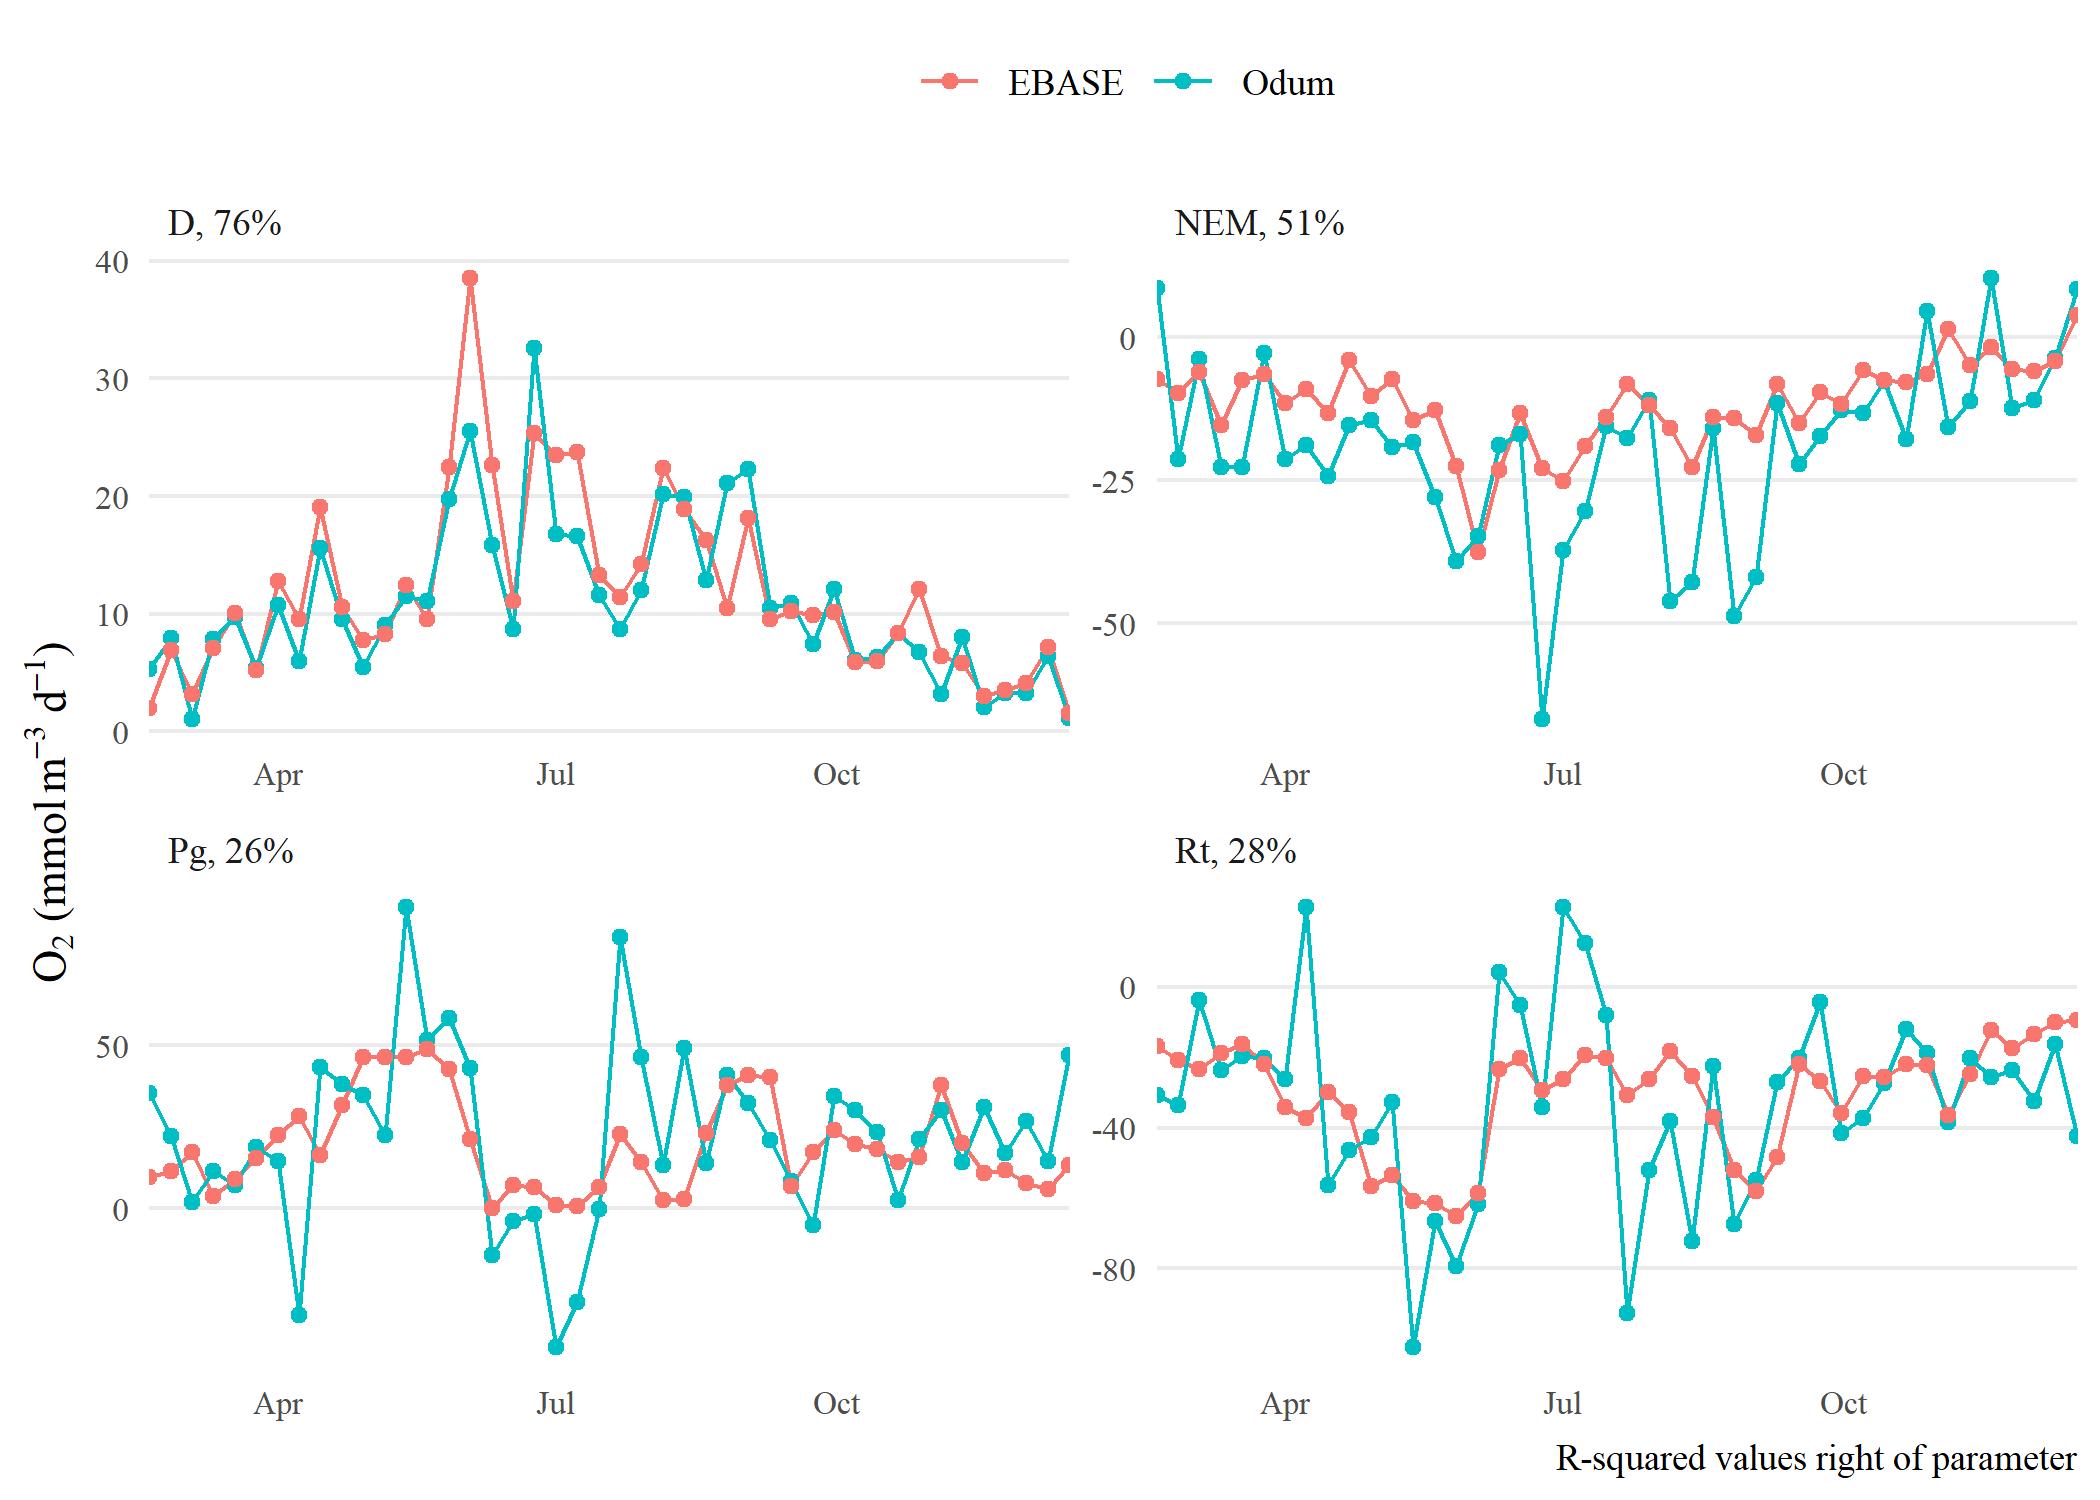 EBASE Odum
O₂ (mmol m⁻³ d⁻¹)
D, 76%
40
30
20
10
0
Apr Jul Oct
NEM, 51%
0
-25
-50
Apr Jul Oct
Pg, 26%
50
0
Apr Jul Oct
Rt, 28%
0
-40
-80
Apr Jul Oct
R-squared values right of parameter